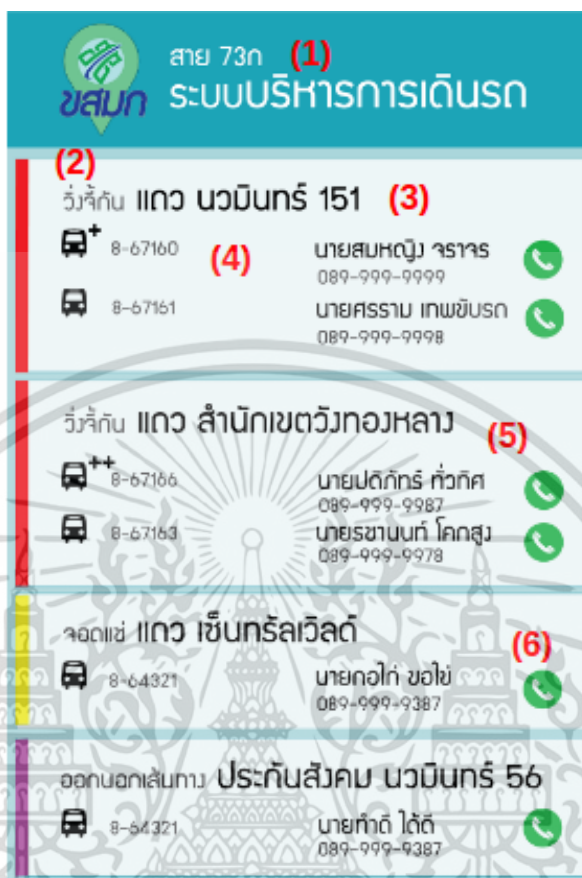 สาย 73ก (1)
ขสมก ระบบบริหารการเดินรถ
(2)
วิ่งจี้กัน แถว นวมินทร์ 151 (3)
+ 8-67160 (4) นายสมหญิง จราจร
089-999-9999
8-67161 นายศรราม เทพขับรถ
089-999-9998
วิ่งจี้กัน แถว สำนักเขตวังทองหลาง (5)
++ 8-67166 นายปดิภัทร์ ทั่วทิศ
089-999-9987
8-67163 นายรชานนท์ โคกสูง
089-999-9978
จอดแช่ แถว เซ็นทรัลเวิลด์ (6)
8-64321 นายกอไก่ ขอไข่
089-999-9387
ออกนอกเส้นทาง ประกันสังคม นวมินทร์ 56
8-64321 นายทำดี ได้ดี
089-999-9387